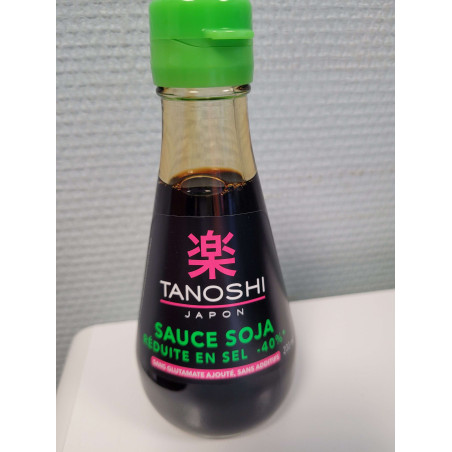 楽
TANOSHI
JAPON
SAUCE SOJA
RÉDUITE EN SEL -40%*
SANS GLUTAMATE AJOUTÉ, SANS ADDITIFS